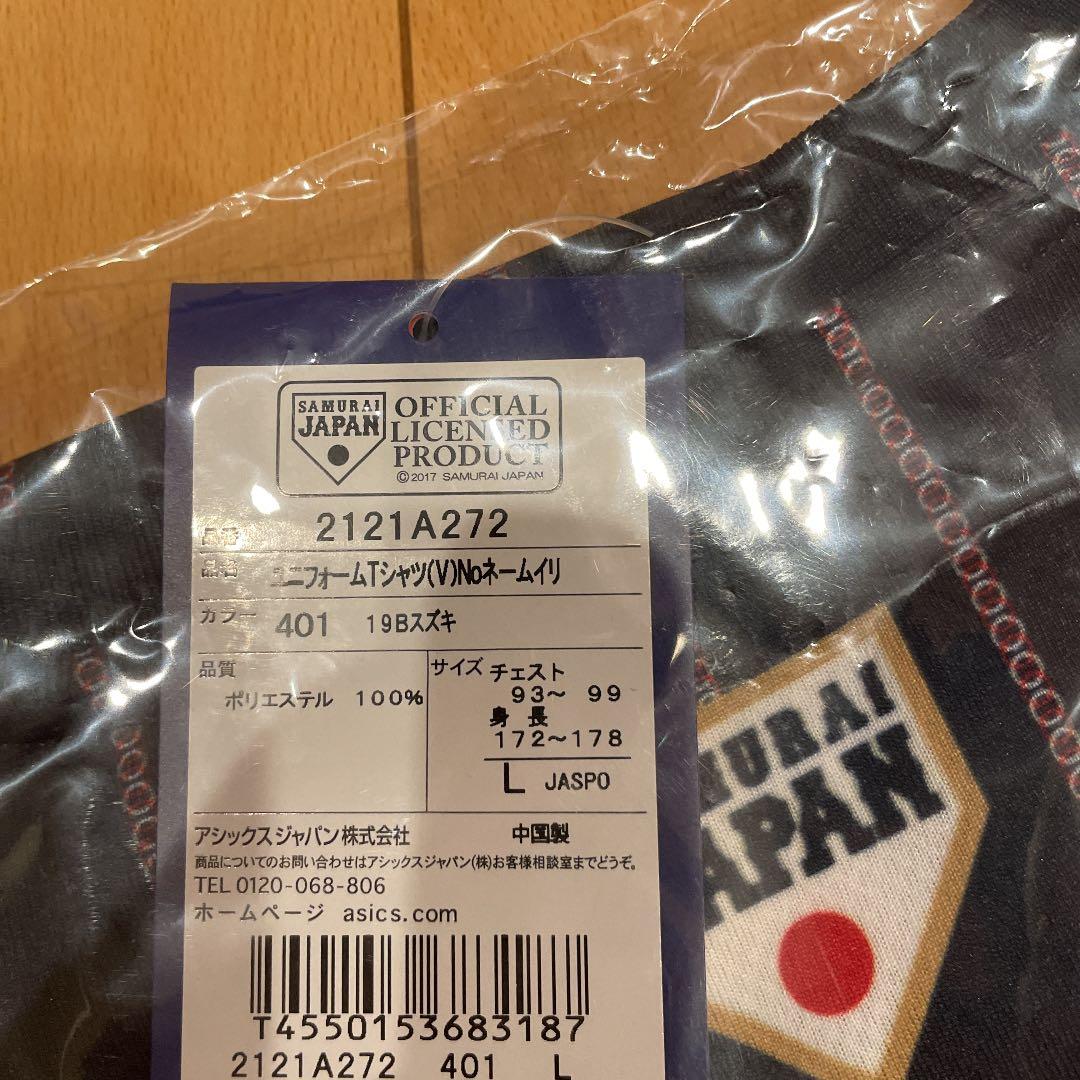 SAMURAI
JAPAN
OFFICIAL
LICENSED
PRODUCT
©2017 SAMURAI JAPAN
品番 2121A272
品名 ユニフォームTシャツ(V)Noネームイリ
カラー 401 19Bスズキ
品質
ポリエステル 100%
サイズ チェスト
93〜 99
身 長
172〜178
L JASPO
アシックスジャパン株式会社 中国製
商品についてのお問い合わせはアシックスジャパン(株)お客様相談室までどうぞ。
TEL 0120-068-806
ホームページ asics.com
T4550153683187
2121A272 401 L
MURAI
APAN